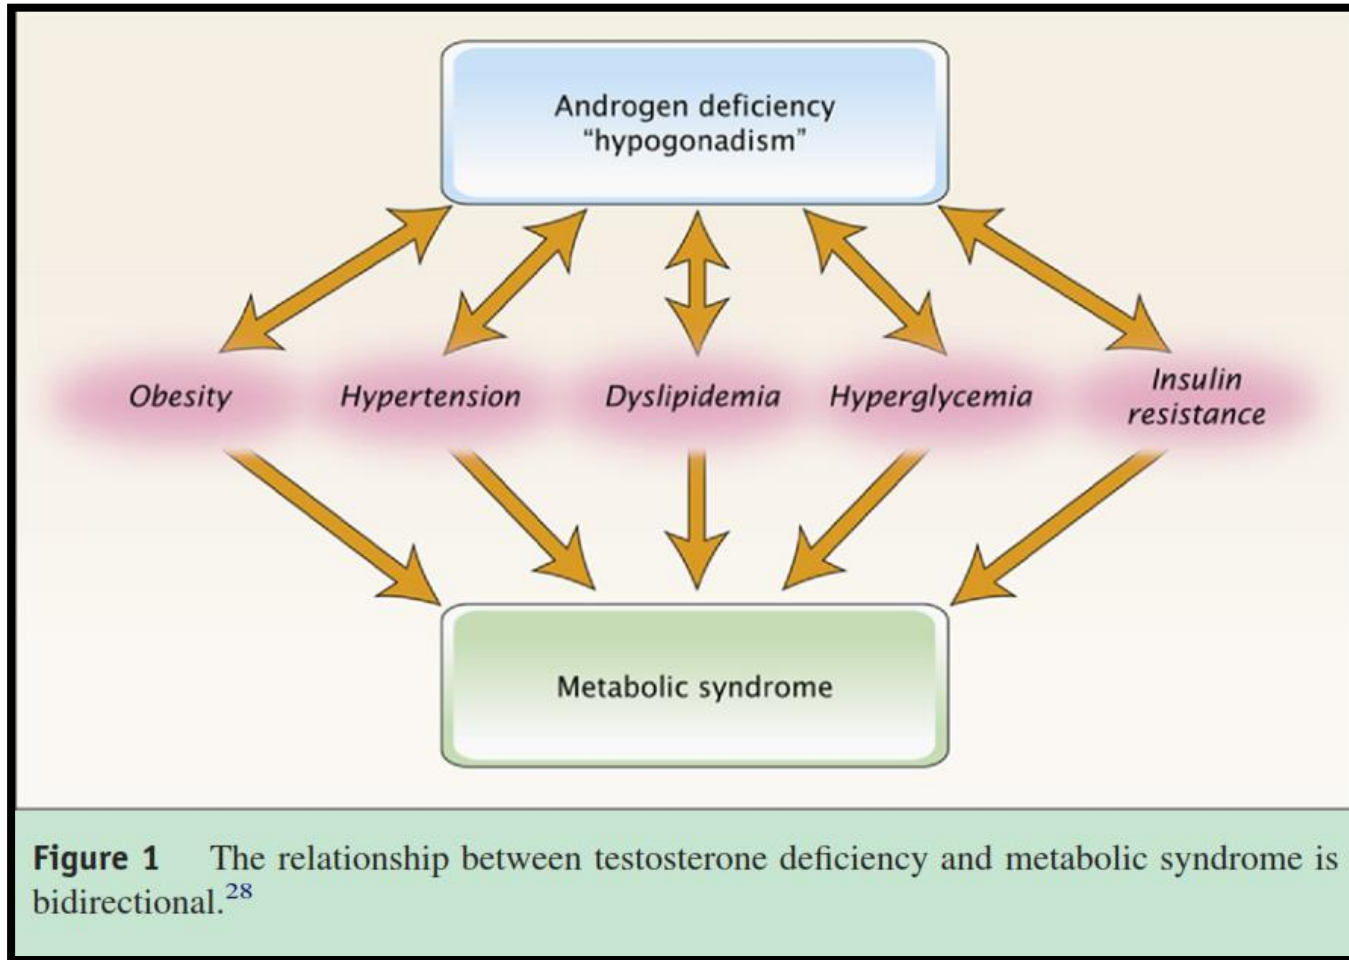 Androgen deficiency
“hypogonadism”
Obesity
Hypertension
Dyslipidemia
Hyperglycemia
Insulin
resistance
Metabolic syndrome
Figure 1 The relationship between testosterone deficiency and metabolic syndrome is
bidirectional.28